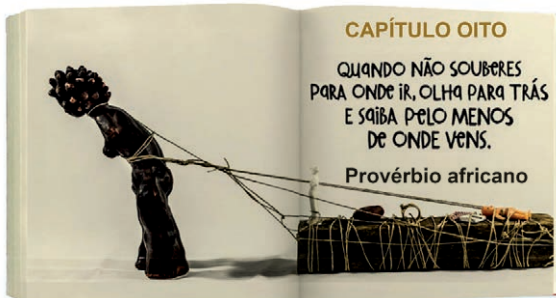 CAPÍTULO OITO
QUANDO NÃO SOUBERES
PARA ONDE IR, OLHA PARA TRÁS
E SAIBA PELO MENOS
DE ONDE VENS.
Provérbio africano